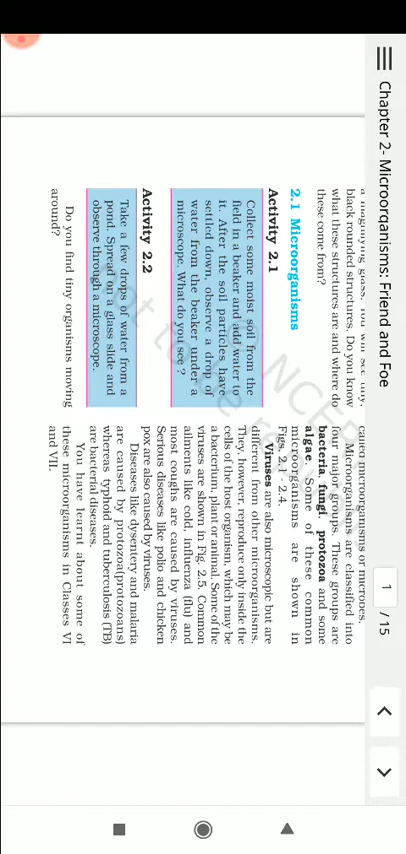 Chapter 2- Microorganisms: Friend and Foe
1 / 15
a magnifying glass. You will see tiny,
black rounded structures. Do you know
what these structures are and where do
these come from?
2.1 Microorganisms
Activity 2.1
Collect some moist soil from the
field in a beaker and add water to
it. After the soil particles have
settled down, observe a drop of
water from the beaker under a
microscope. What do you see ?
Activity 2.2
Take a few drops of water from a
pond. Spread on a glass slide and
observe through a microscope.
Do you find tiny organisms moving
around?
called microorganisms or microbes.
Microorganisms are classified into
four major groups. These groups are
bacteria, fungi, protozoa and some
algae. Some of these common
microorganisms are shown in
Figs. 2.1 - 2.4.
Viruses are also microscopic but are
different from other microorganisms.
They, however, reproduce only inside the
cells of the host organism, which may be
a bacterium, plant or animal. Some of the
viruses are shown in Fig. 2.5. Common
ailments like cold, influenza (flu) and
most coughs are caused by viruses.
Serious diseases like polio and chicken
pox are also caused by viruses.
Diseases like dysentery and malaria
are caused by protozoa(protozoans)
whereas typhoid and tuberculosis (TB)
are bacterial diseases.
You have learnt about some of
these microorganisms in Classes VI
and VII.